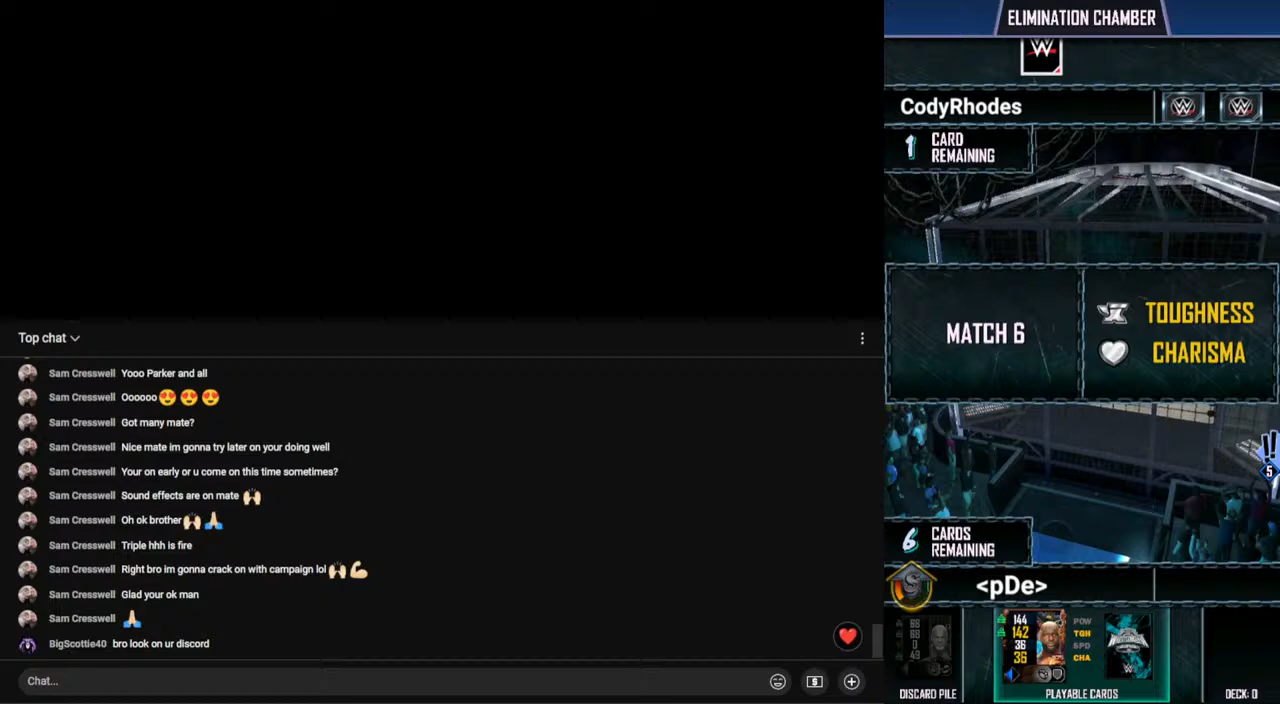 Top chat
Sam Cresswell Yooo Parker and all
Sam Cresswell Oooooo😍😍😍
Sam Cresswell Got many mate?
Sam Cresswell Nice mate im gonna try later on your doing well
Sam Cresswell Your on early or u come on this time sometimes?
Sam Cresswell Sound effects are on mate 🙌🏻
Sam Cresswell Oh ok brother🙌🏻🙏🏻
Sam Cresswell Triple hhh is fire
Sam Cresswell Right bro im gonna crack on with campaign lol🙌🏻💪🏻
Sam Cresswell Glad your ok man
Sam Cresswell 🙏🏻
BigScottie40 bro look on ur discord
Chat...
ELIMINATION CHAMBER
CodyRhodes
1 CARD
REMAINING
MATCH 6
TOUGHNESS
CHARISMA
!! 5
6 CARDS
REMAINING
<pDe>
88
68
0
49
DISCARD PILE
144 POW
142 TGH
36 SPD
36 CHA
PLAYABLE CARDS
DECK: 0